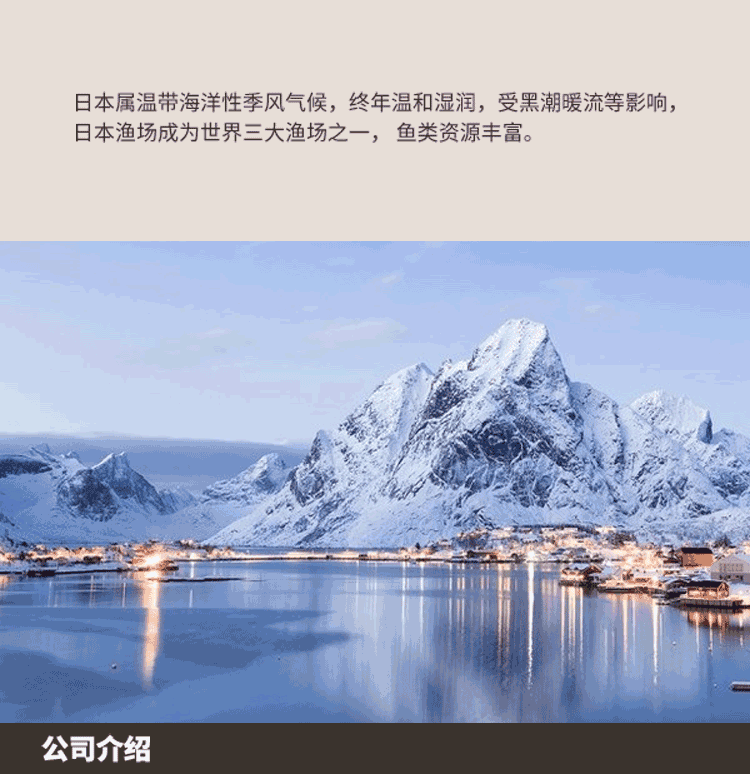 日本属温带海洋性季风气候，终年温和湿润，受黑潮暖流等影响，
日本渔场成为世界三大渔场之一， 鱼类资源丰富。
公司介绍